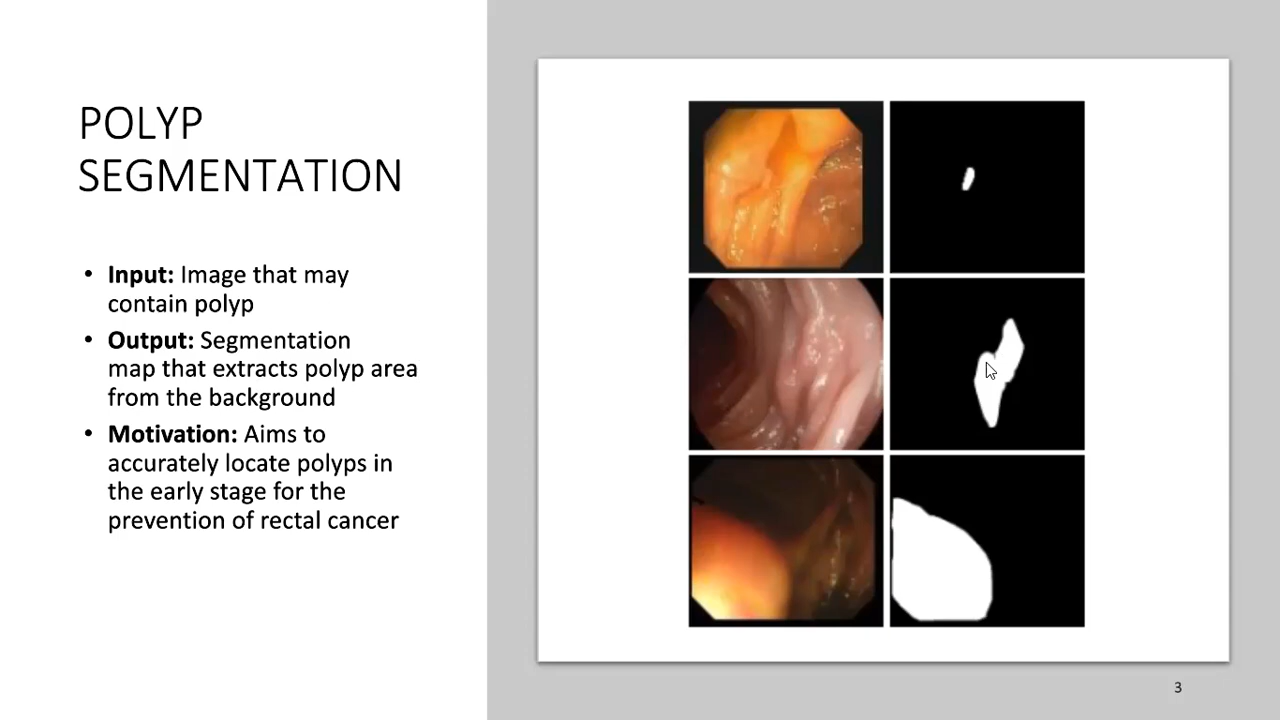 POLYP
SEGMENTATION
• Input: Image that may
contain polyp
• Output: Segmentation
map that extracts polyp area
from the background
• Motivation: Aims to
accurately locate polyps in
the early stage for the
prevention of rectal cancer
3